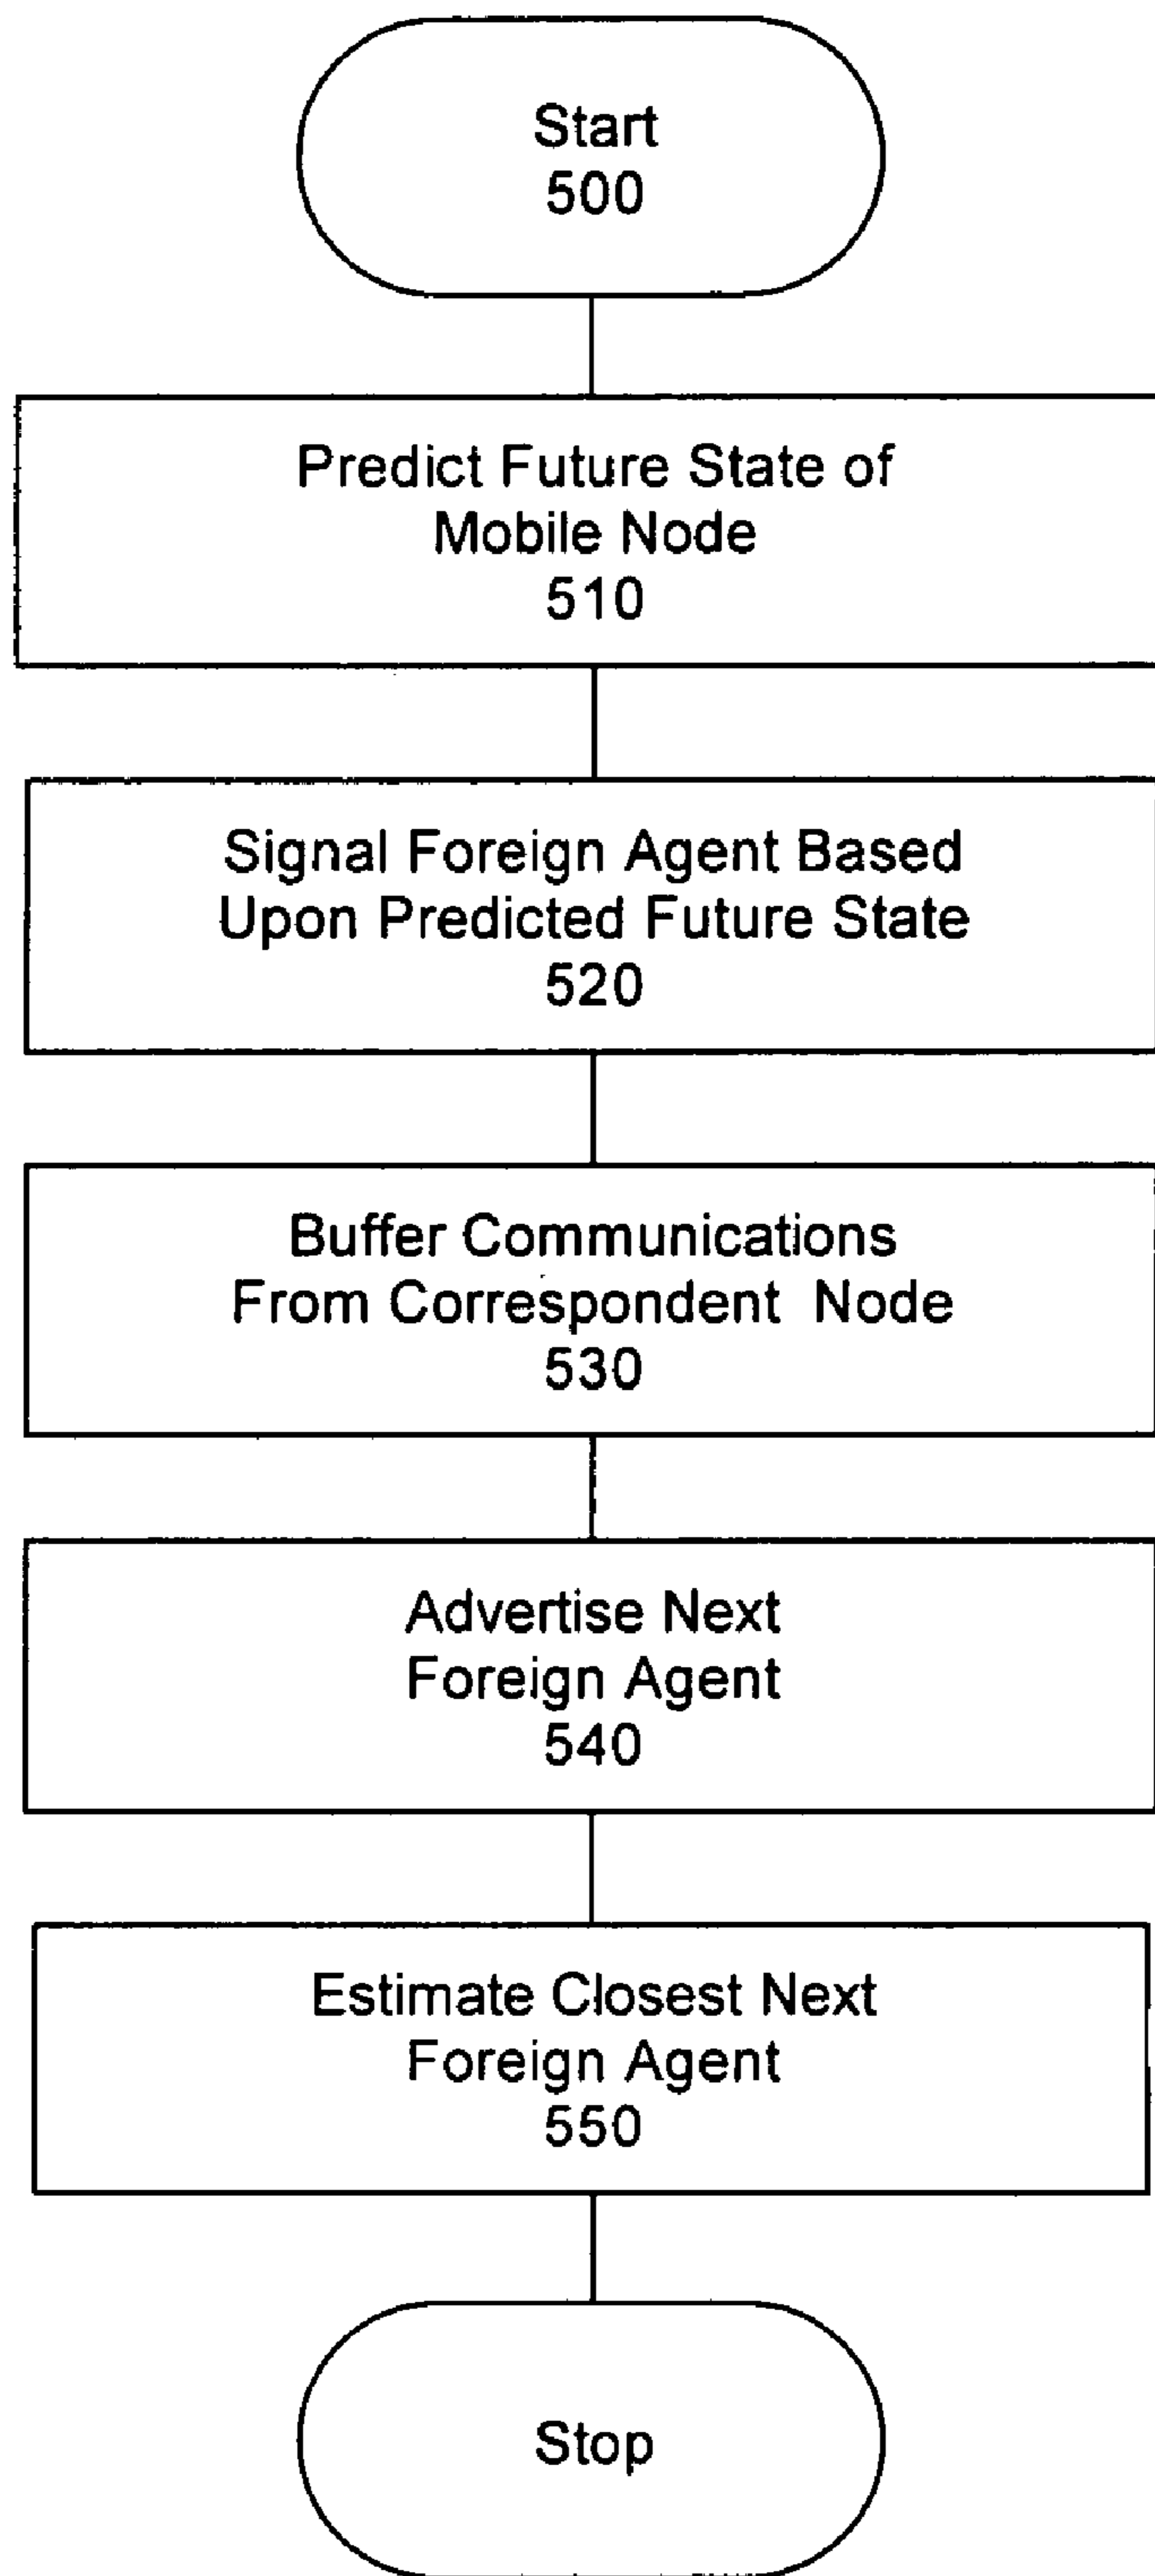 Start
500
Predict Future State of
Mobile Node
510
Signal Foreign Agent Based
Upon Predicted Future State
520
Buffer Communications
From Correspondent Node
530
Advertise Next
Foreign Agent
540
Estimate Closest Next
Foreign Agent
550
Stop